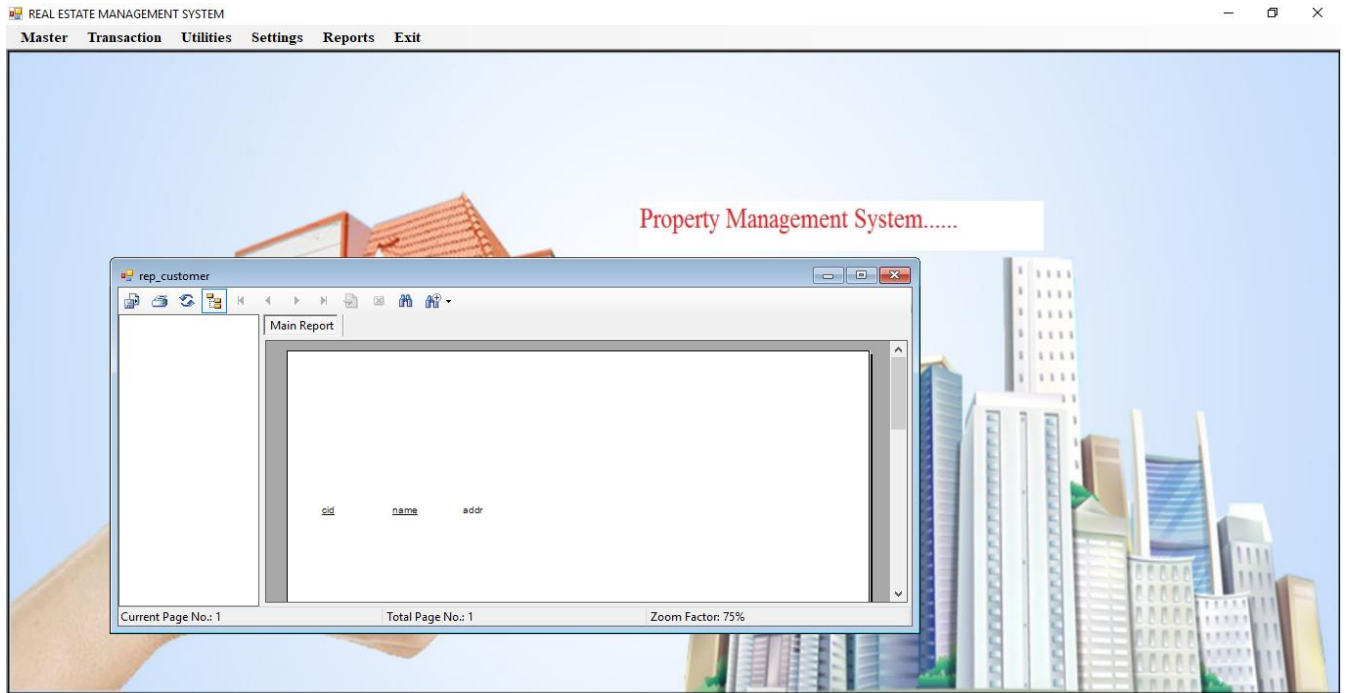 REAL ESTATE MANAGEMENT SYSTEM
Master Transaction Utilities Settings Reports Exit
Property Management System......
rep_customer
Main Report
cid name addr
Current Page No.: 1 Total Page No.: 1 Zoom Factor: 75%